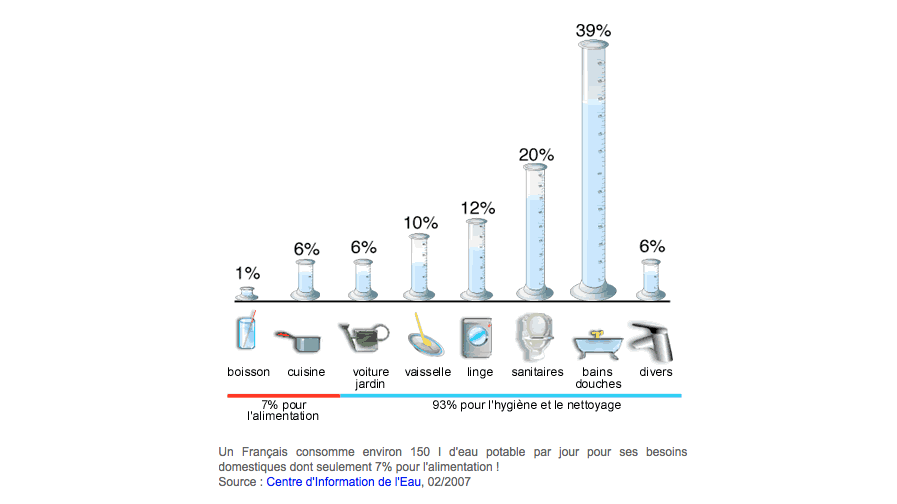 39%
20%
12%
10%
6%
6%
6%
1%
boisson cuisine voiture jardin vaisselle linge sanitaires bains douches divers
7% pour l'alimentation
93% pour l'hygiène et le nettoyage
Un Français consomme environ 150 l d'eau potable par jour pour ses besoins
domestiques dont seulement 7% pour l'alimentation !
Source : Centre d'Information de l'Eau, 02/2007